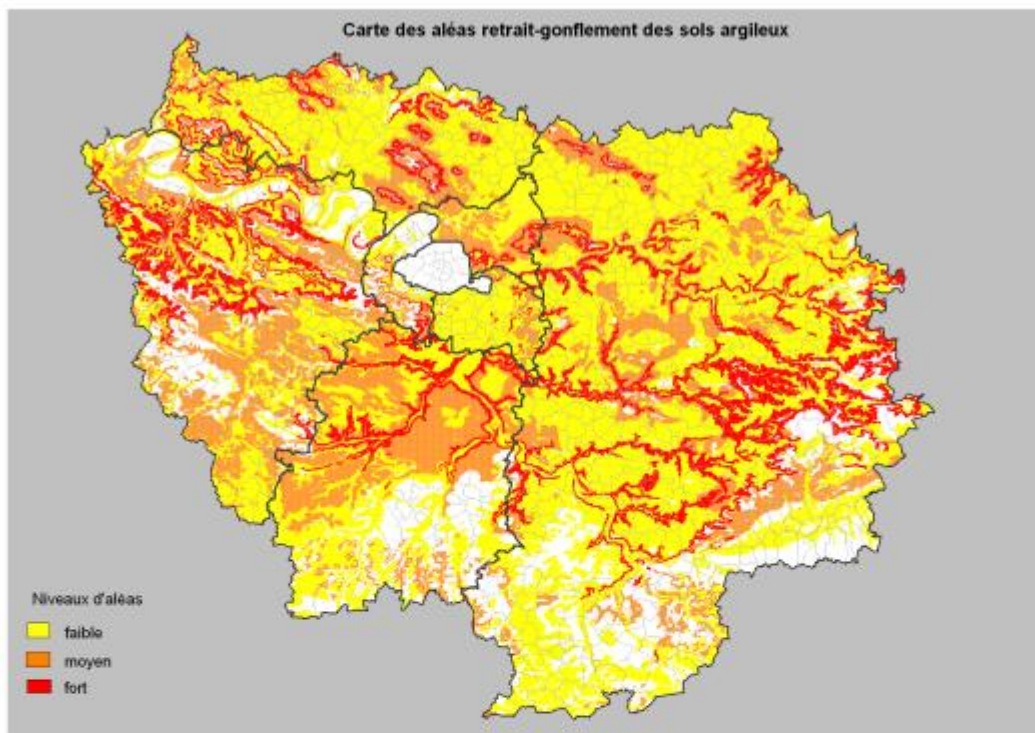 Carte des aléas retrait-gonflement des sols argileux
Niveaux d'aléas
faible
moyen
fort